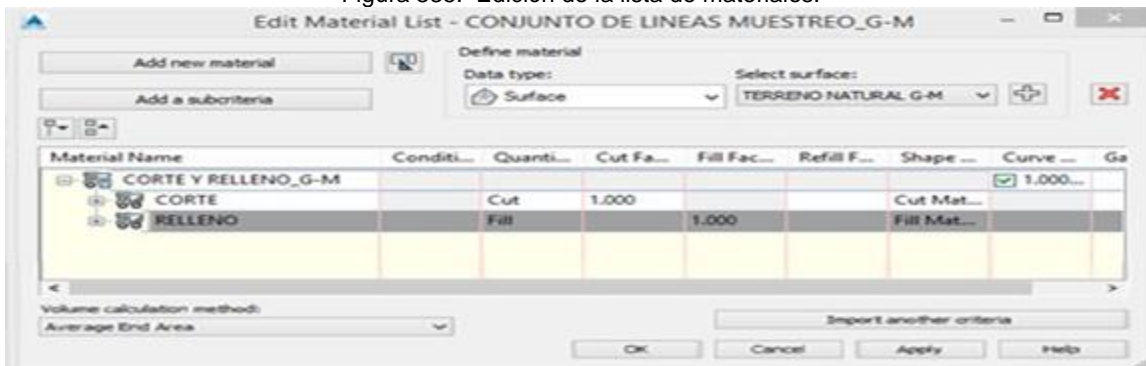 Figura 385. Edición de la lista de materiales.
Edit Material List - CONJUNTO DE LINEAS MUESTREO_G-M
Add new material
Define material
Data type:
Select surface:
Add a subcriteria
Surface
TERRENO NATURAL G-M
Material Name Conditi... Quanti... Cut Fa... Fill Fac... Refill F... Shape ... Curve ... Ga
CORTE Y RELLENO_G-M 1.000...
CORTE Cut 1.000 Cut Mat...
RELLENO Fill 1.000 Fill Mat...
Volume calculation method:
Average End Area
Import another criteria
OK Cancel Apply Help